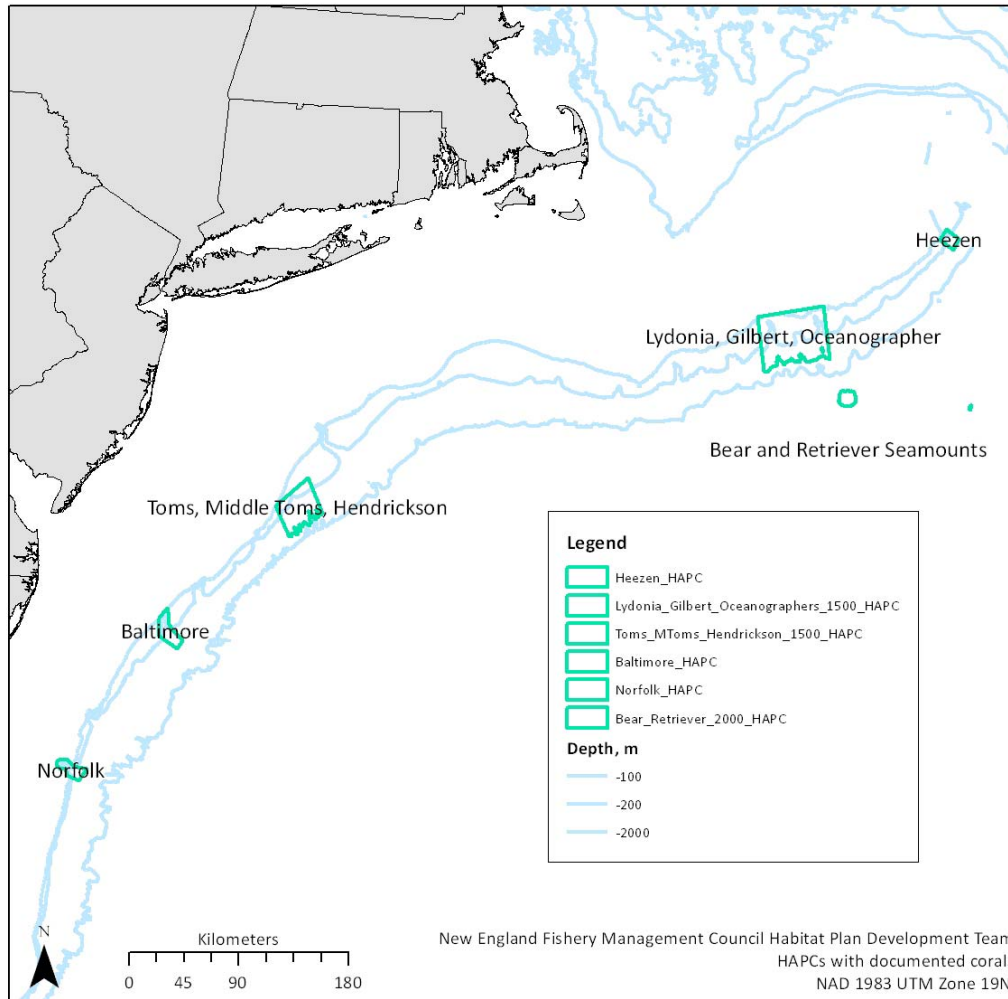 Heezen
Lydonia, Gilbert, Oceanographer
Bear and Retriever Seamounts
Toms, Middle Toms, Hendrickson
Baltimore
Norfolk
Legend
Heezen_HAPC
Lydonia_Gilbert_Oceanographers_1500_HAPC
Toms_MToms_Hendrickson_1500_HAPC
Baltimore_HAPC
Norfolk_HAPC
Bear_Retriever_2000_HAPC
Depth, m
-100
-200
-2000
N
Kilometers
0 45 90 180
New England Fishery Management Council Habitat Plan Development Team
HAPCs with documented coral
NAD 1983 UTM Zone 19N